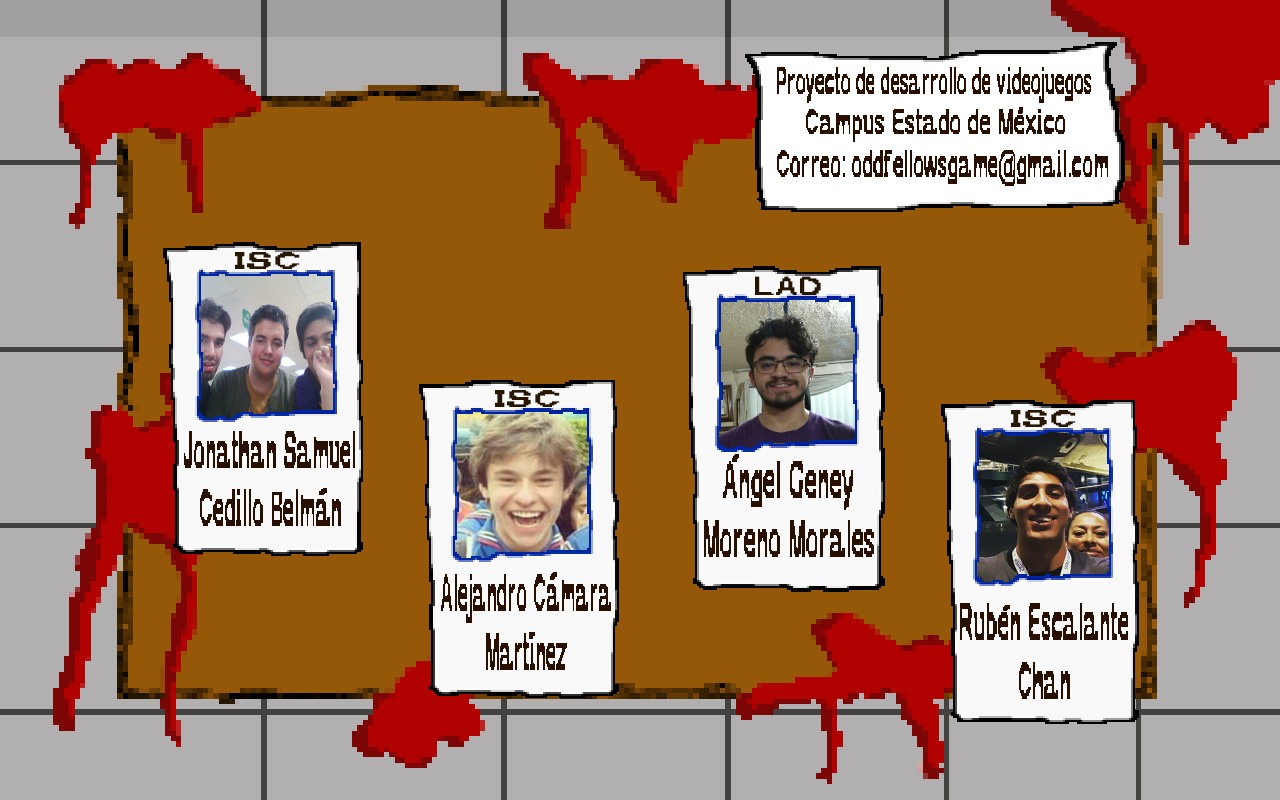 Proyecto de desarrollo de videojuegos
Campus Estado de México
Correo: oddfellowsgame@gmail.com
ISC
Jonathan Samuel
Cedillo Belmán
ISC
Alejandro Cámara
Martínez
LAD
Ángel Geney
Moreno Morales
ISC
Rubén Escalante
Chan